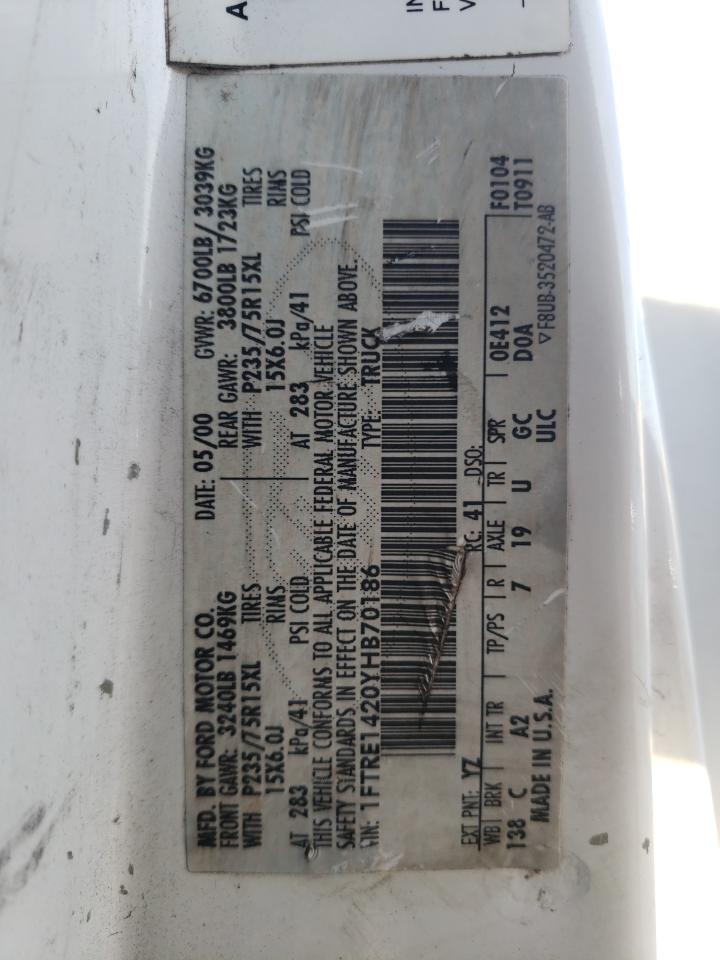 A
IN
F
V
MFD. BY FORD MOTOR CO. DATE: 05/00 GVWR: 6700LB/ 3039KG
FRONT GAWR: 3240LB 1469KG REAR GAWR: 3800LB 1723KG
WITH P235/75R15XL TIRES WITH P235/75R15XL TIRES
15X6.0J RIMS 15X6.0J RIMS
AT 283 kPa/41 PSI COLD AT 283 kPa/41 PSI COLD
THIS VEHICLE CONFORMS TO ALL APPLICABLE FEDERAL MOTOR VEHICLE
SAFETY STANDARDS IN EFFECT ON THE DATE OF MANUFACTURE SHOWN ABOVE.
VIN: 1FTRE1420YHB70186 TYPE: TRUCK
EXT PNT: YZ RC: 41 DSO:
WB BRK INT TR TP/PS R AXLE TR SPR 0E412 F0104
138 C A2 7 19 U GC DOA T0911
MADE IN U.S.A. ULC ▽F8UB-3520472-AB